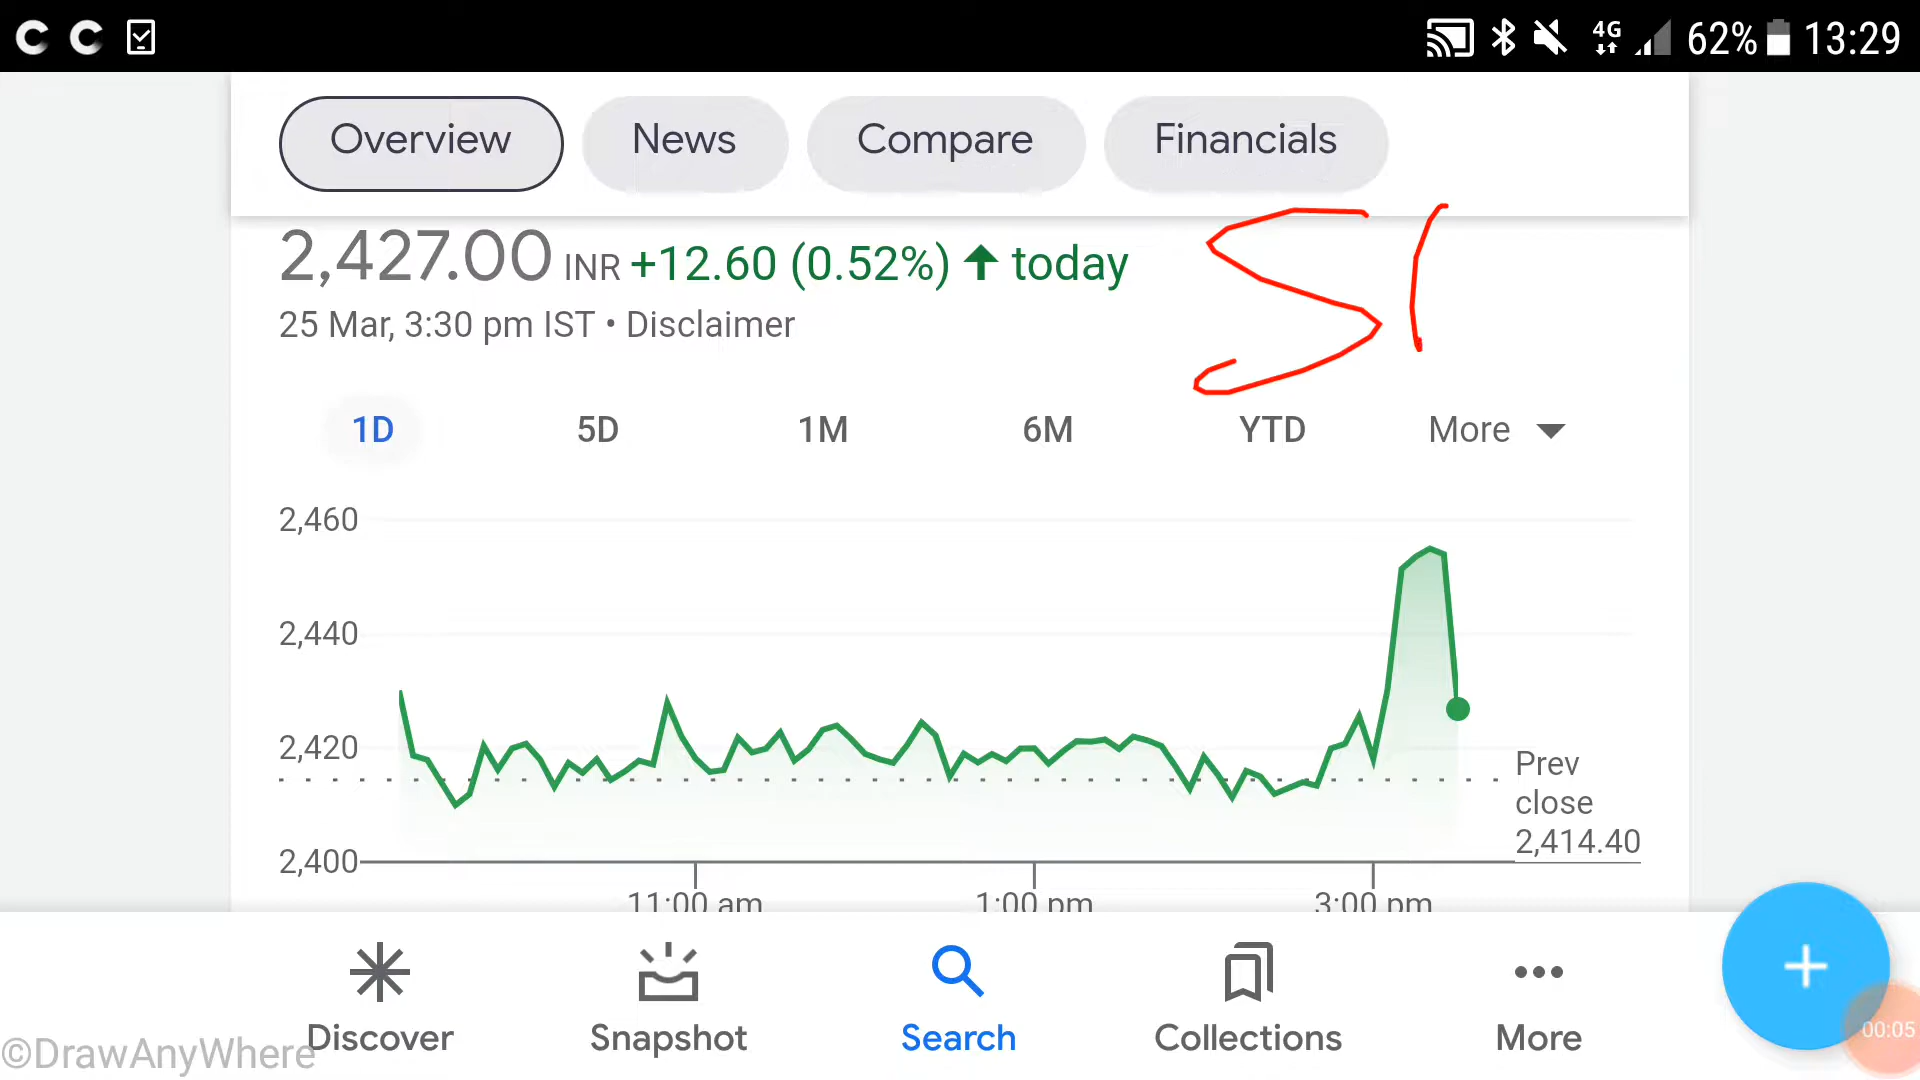 62% 13:29
4G
Overview News Compare Financials
2,427.00 INR +12.60 (0.52%) today
25 Mar, 3:30 pm IST • Disclaimer
1D 5D 1M 6M YTD More
2,460
2,440
2,420
2,400
Prev
close
2,414.40
11:00 am 1:00 pm 3:00 pm
Discover Snapshot Search Collections More
00:05
©DrawAnyWhere